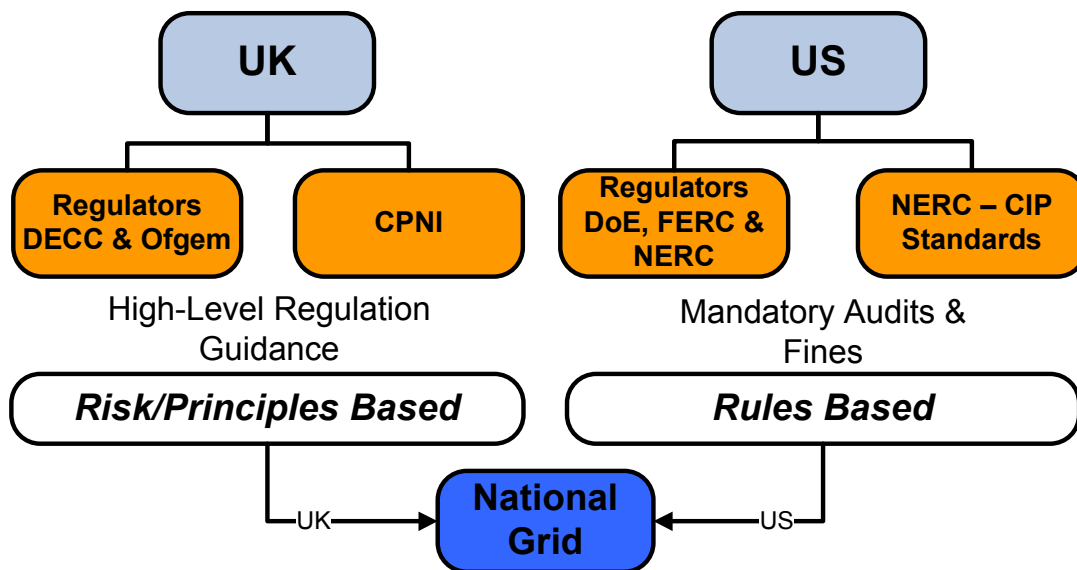 UK
US
Regulators
DECC & Ofgem
CPNI
Regulators
DoE, FERC &
NERC
NERC – CIP
Standards
High-Level Regulation
Guidance
Mandatory Audits &
Fines
Risk/Principles Based
Rules Based
UK
National
Grid
US